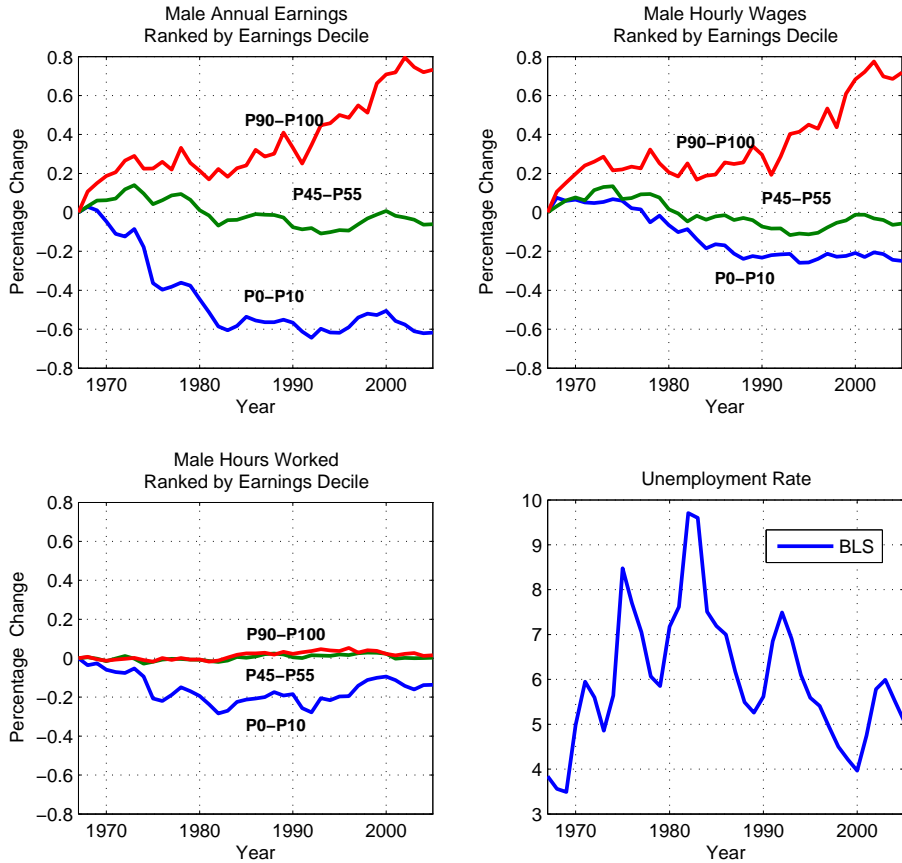 Male Annual Earnings
Ranked by Earnings Decile
0.8
0.6
0.4
0.2
0
−0.2
−0.4
−0.6
−0.8
Percentage Change
P90−P100
P45−P55
P0−P10
1970
1980
1990
2000
Year
Male Hourly Wages
Ranked by Earnings Decile
0.8
0.6
0.4
0.2
0
−0.2
−0.4
−0.6
−0.8
Percentage Change
P90−P100
P45−P55
P0−P10
1970
1980
1990
2000
Year
Male Hours Worked
Ranked by Earnings Decile
0.8
0.6
0.4
0.2
0
−0.2
−0.4
−0.6
−0.8
Percentage Change
P90−P100
P45−P55
P0−P10
1970
1980
1990
2000
Year
Unemployment Rate
10
9
8
7
6
5
4
3
BLS
1970
1980
1990
2000
Year